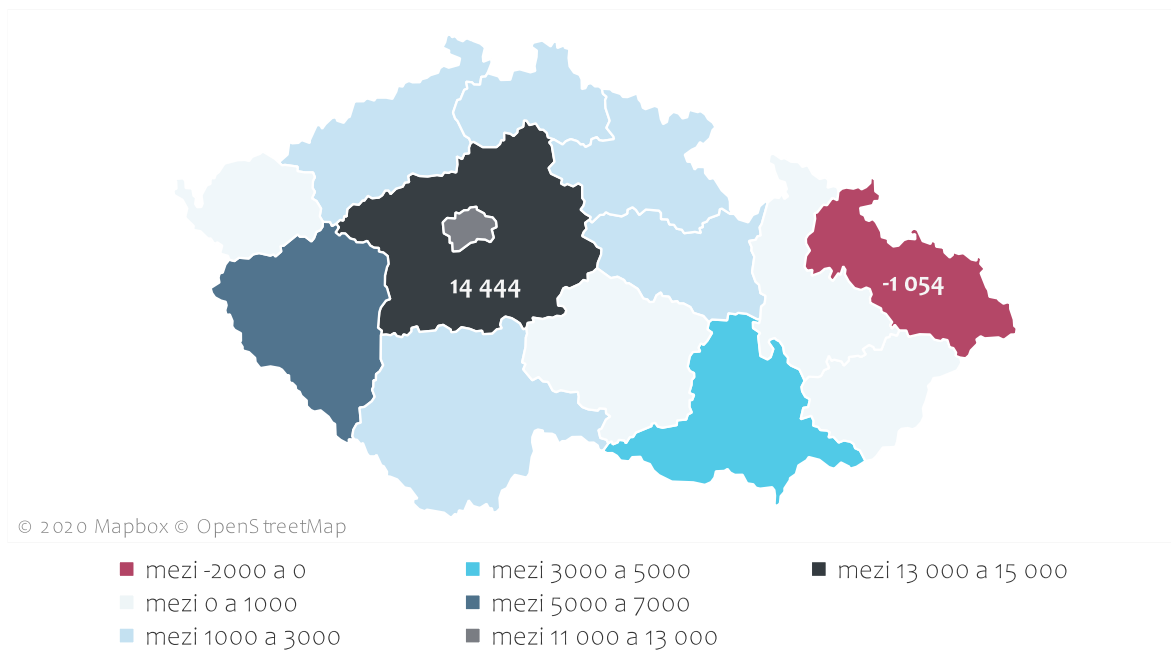 14 444
-1 054
© 2020 Mapbox © OpenStreetMap
mezi -2000 a 0
mezi 0 a 1000
mezi 1000 a 3000
mezi 3000 a 5000
mezi 5000 a 7000
mezi 11 000 a 13 000
mezi 13 000 a 15 000